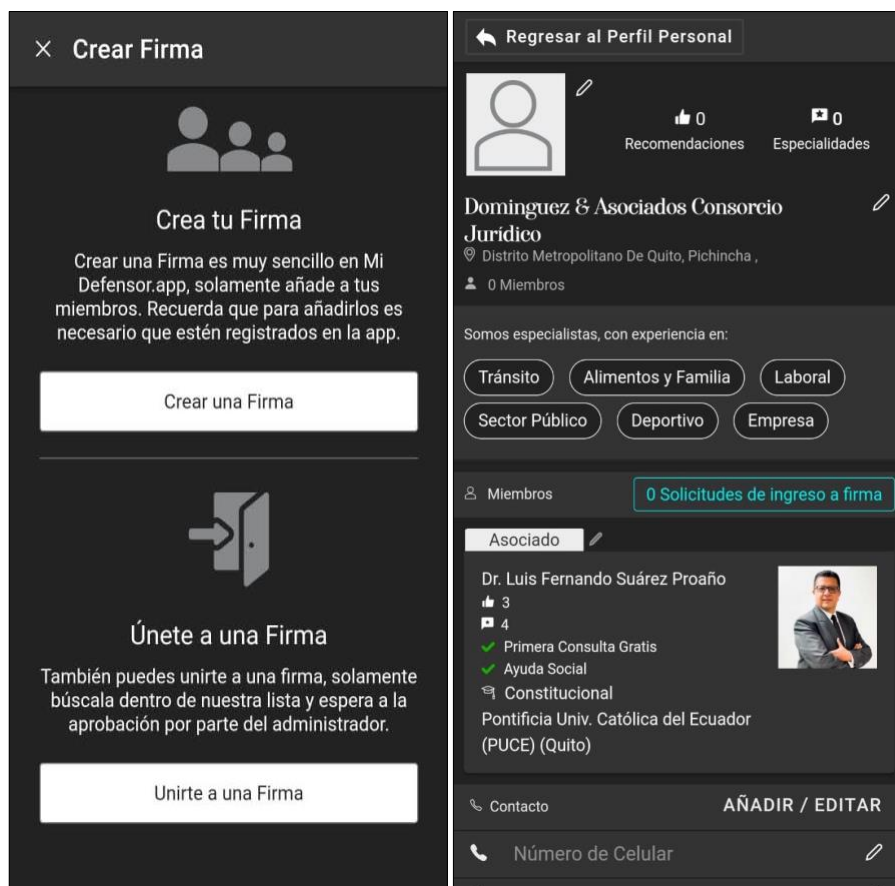 Crear Firma
Crea tu Firma
Crear una Firma es muy sencillo en Mi
Defensor.app, solamente añade a tus
miembros. Recuerda que para añadirlos es
necesario que estén registrados en la app.
Crear una Firma
Únete a una Firma
También puedes unirte a una firma, solamente
búscala dentro de nuestra lista y espera a la
aprobación por parte del administrador.
Unirte a una Firma
Regresar al Perfil Personal
0
Recomendaciones
0
Especialidades
Dominguez & Asociados Consorcio
Jurídico
Distrito Metropolitano De Quito, Pichincha ,
0 Miembros
Somos especialistas, con experiencia en:
Tránsito
Alimentos y Familia
Laboral
Sector Público
Deportivo
Empresa
Miembros
0 Solicitudes de ingreso a firma
Asociado
Dr. Luis Fernando Suárez Proaño
3
4
Primera Consulta Gratis
Ayuda Social
Constitucional
Pontificia Univ. Católica del Ecuador
(PUCE) (Quito)
Contacto
AÑADIR / EDITAR
Número de Celular